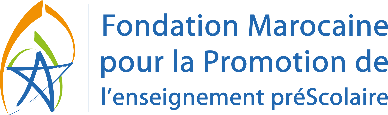 Fondation Marocaine
pour la Promotion de
l'enseignement préScolaire